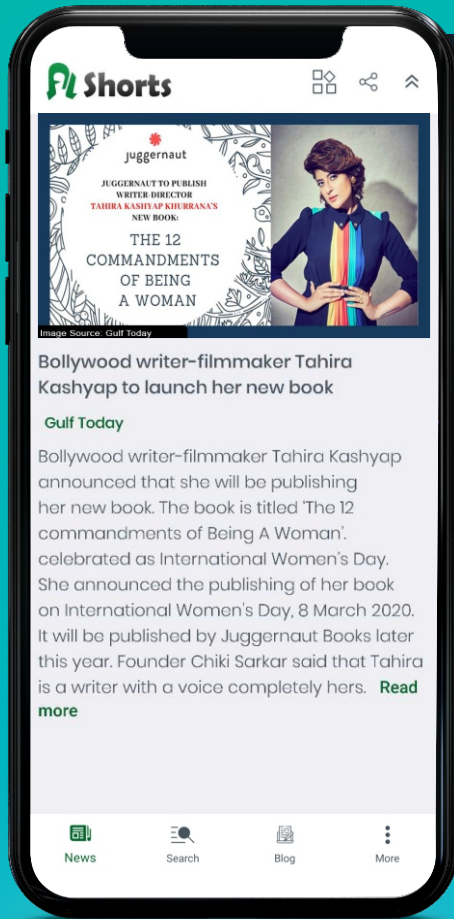 Shorts
juggernaut
JUGGERNAUT TO PUBLISH
WRITER-DIRECTOR
TAHIRA KASHYAP KHURRANA'S
NEW BOOK:
THE 12
COMMANDMENTS
OF BEING
A WOMAN
Image Source: Gulf Today
Bollywood writer-filmmaker Tahira
Kashyap to launch her new book
Gulf Today
Bollywood writer-filmmaker Tahira Kashyap
announced that she will be publishing
her new book. The book is titled 'The 12
commandments of Being A Woman'.
celebrated as International Women's Day.
She announced the publishing of her book
on International Women's Day, 8 March 2020.
It will be published by Juggernaut Books later
this year. Founder Chiki Sarkar said that Tahira
is a writer with a voice completely hers. Read
more
News Search Blog More